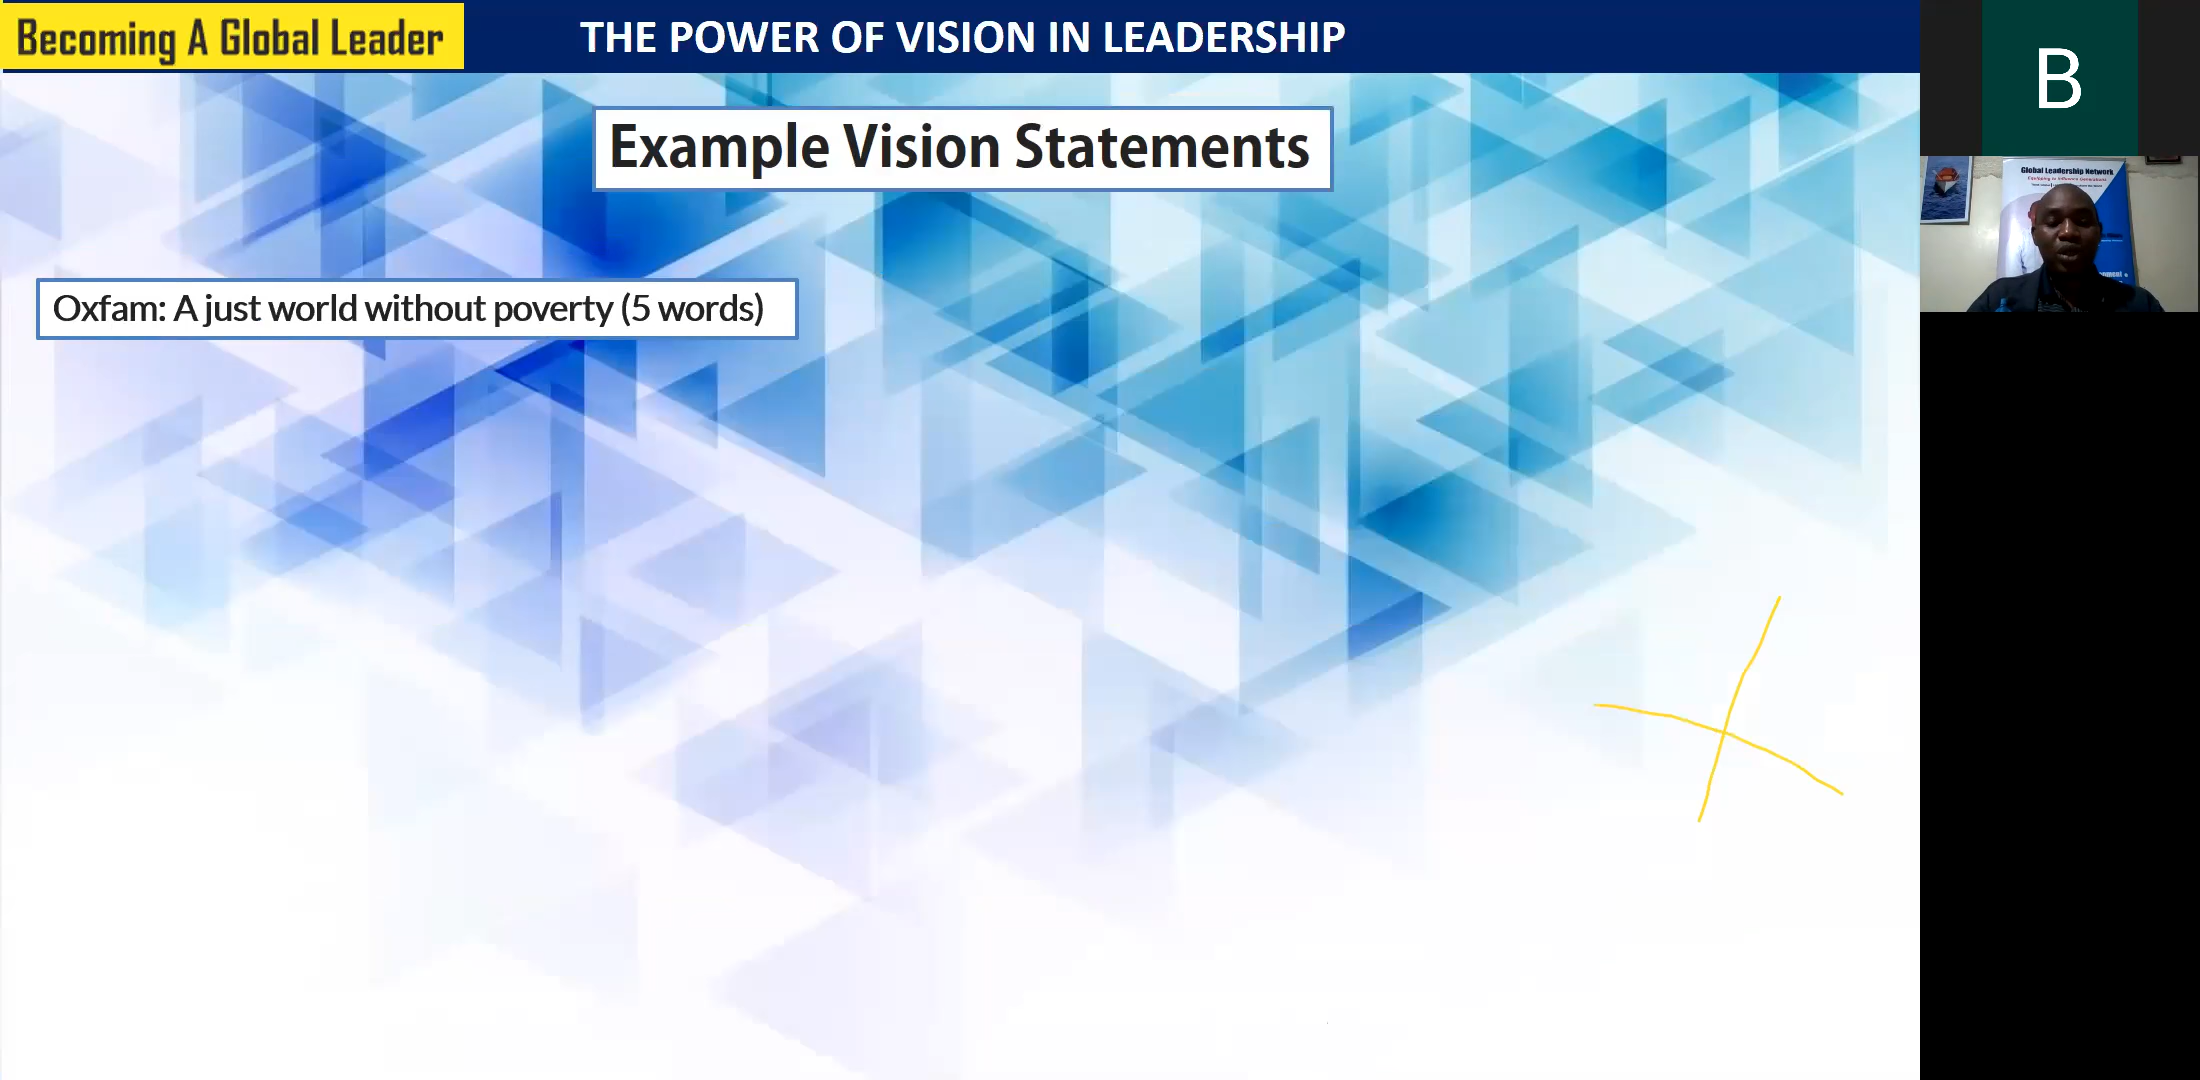 Becoming A Global Leader
THE POWER OF VISION IN LEADERSHIP
Example Vision Statements
Oxfam: A just world without poverty (5 words)
B
Global Leadership Network